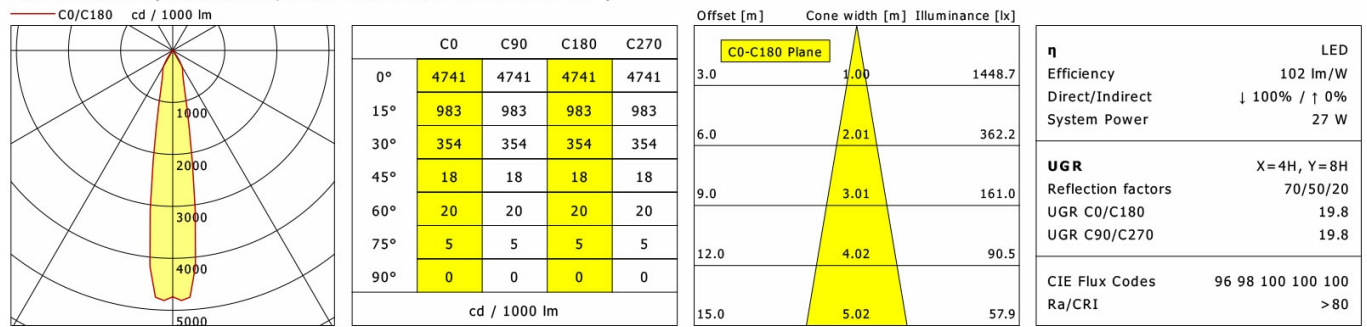 C0/C180 cd / 1000 lm
1000
2000
3000
4000
5000
C0 C90 C180 C270
0° 4741 4741 4741 4741
15° 983 983 983 983
30° 354 354 354 354
45° 18 18 18 18
60° 20 20 20 20
75° 5 5 5 5
90° 0 0 0 0
cd / 1000 lm
Offset [m] Cone width [m] Illuminance [lx]
C0-C180 Plane
3.0 1.00 1448.7
6.0 2.01 362.2
9.0 3.01 161.0
12.0 4.02 90.5
15.0 5.02 57.9
η LED
Efficiency 102 lm/W
Direct/Indirect ↓ 100% / ↑ 0%
System Power 27 W
UGR X=4H, Y=8H
Reflection factors 70/50/20
UGR C0/C180 19.8
UGR C90/C270 19.8
CIE Flux Codes 96 98 100 100 100
Ra/CRI >80